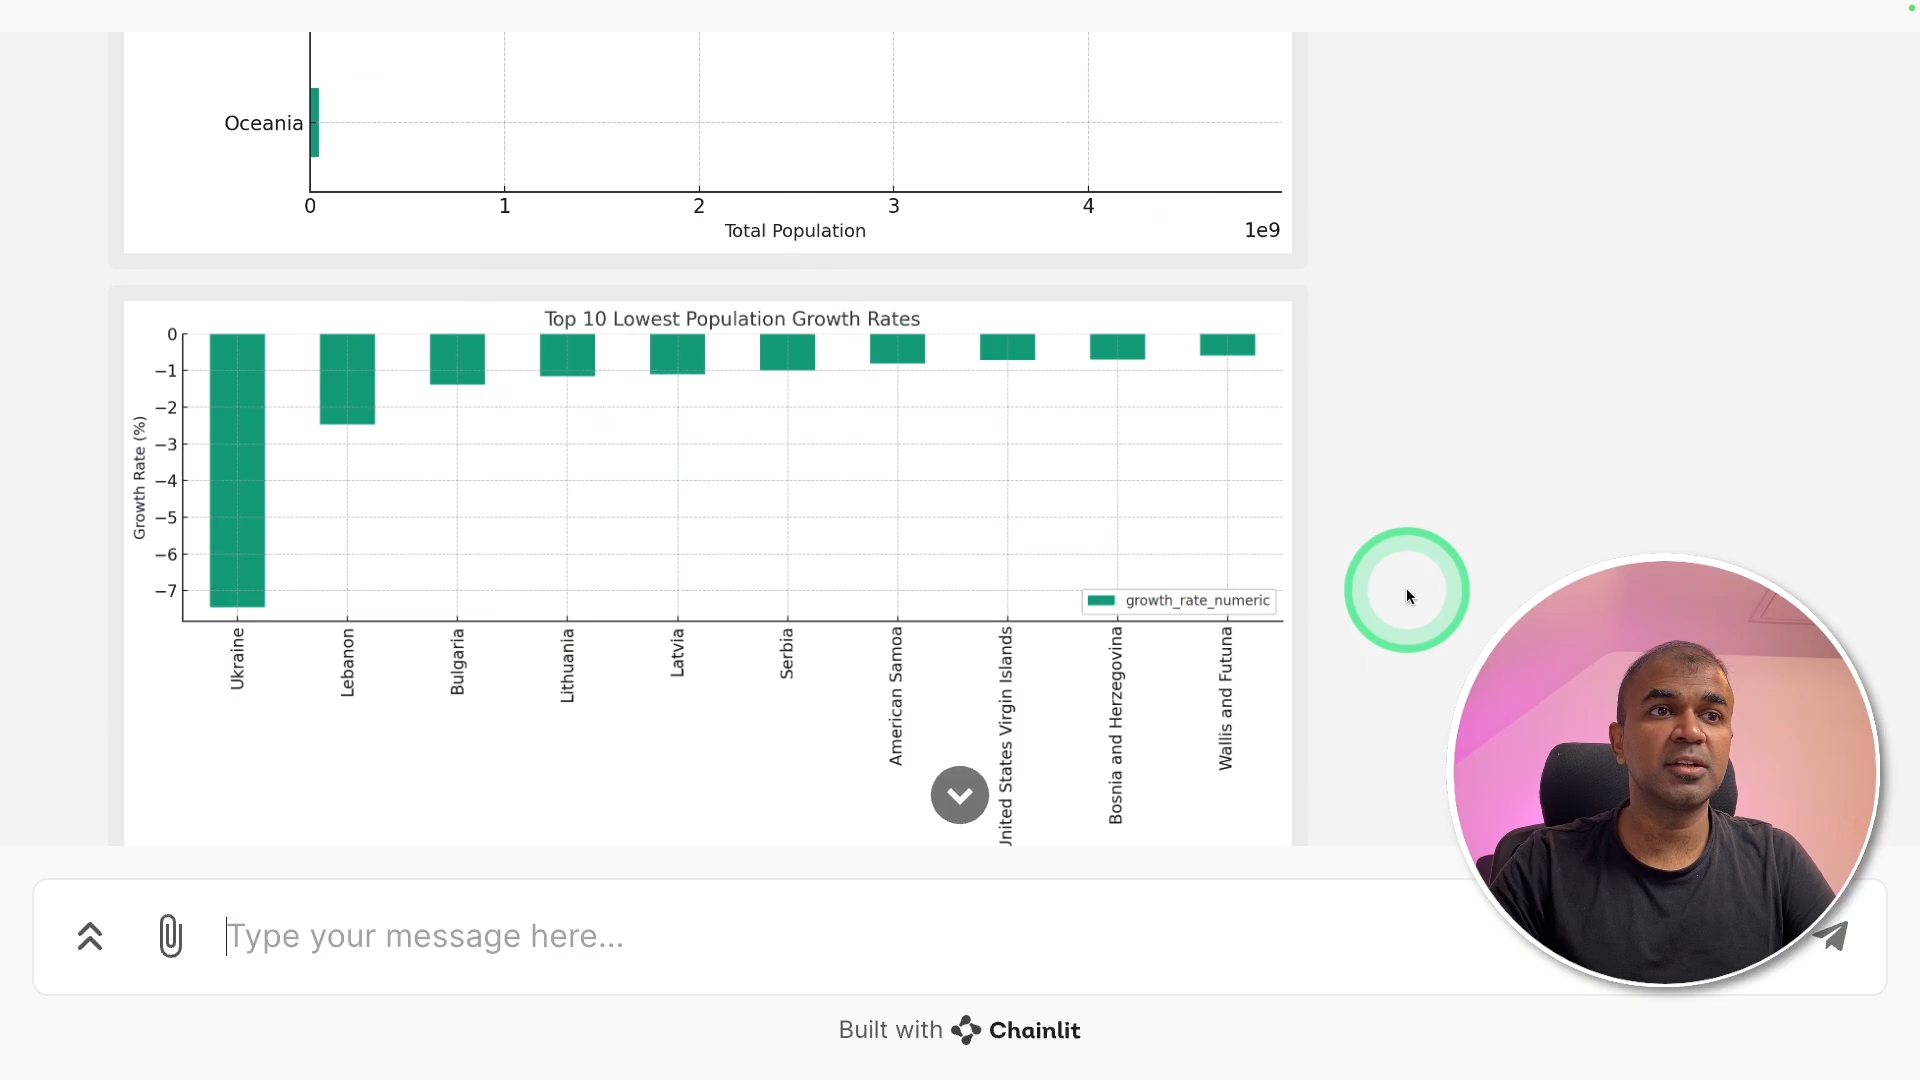 Oceania
0 1 2 3 4
Total Population 1e9
Top 10 Lowest Population Growth Rates
0
−1
−2
−3
−4
−5
−6
−7
Growth Rate (%)
growth_rate_numeric
Ukraine
Lebanon
Bulgaria
Lithuania
Latvia
Serbia
American Samoa
United States Virgin Islands
Bosnia and Herzegovina
Wallis and Futuna
Type your message here...
Built with Chainlit